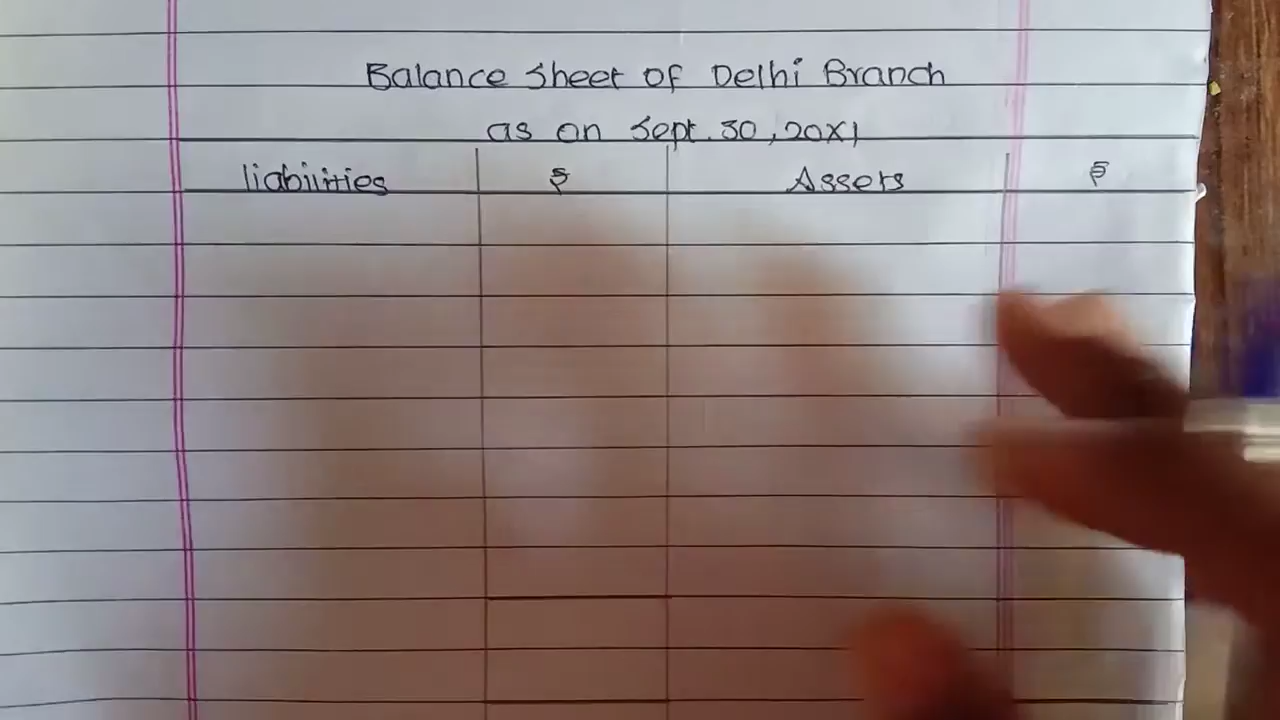 Balance Sheet of Delhi Branch
as on Sept. 30, 20X1
liabilities ₹ Assets ₹